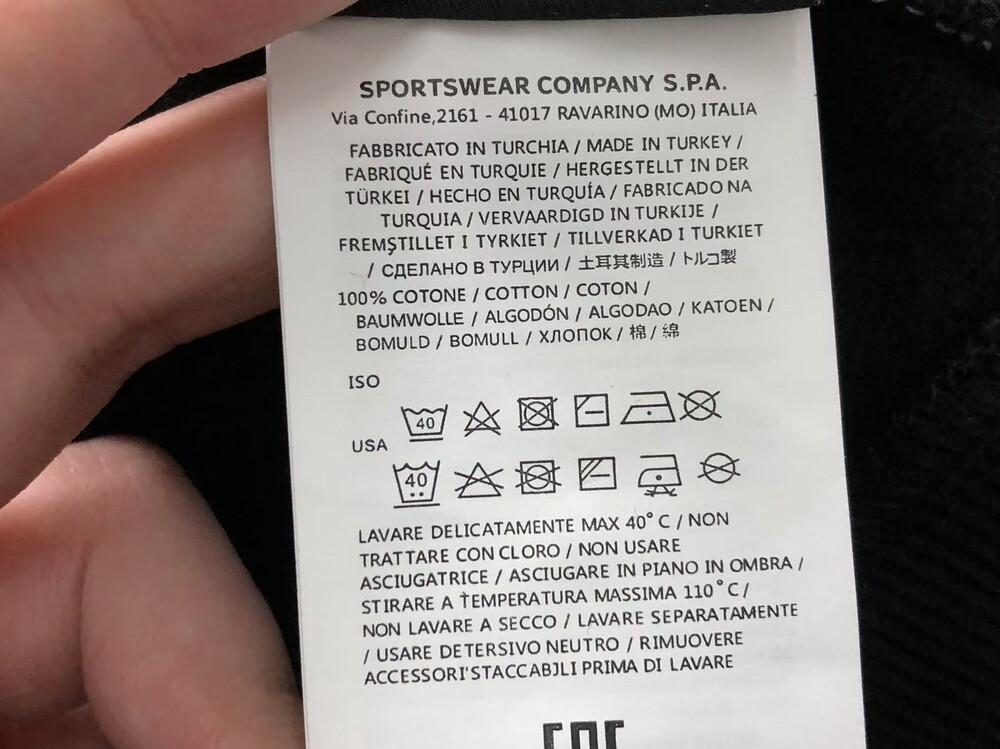 SPORTSWEAR COMPANY S.P.A.
Via Confine,2161 - 41017 RAVARINO (MO) ITALIA
FABBRICATO IN TURCHIA / MADE IN TURKEY /
FABRIQUÉ EN TURQUIE / HERGESTELLT IN DER
TÜRKEI / HECHO EN TURQUÍA / FABRICADO NA
TURQUIA / VERVAARDIGD IN TURKIJE /
FREMŞTILLET I TYRKIET / TILLVERKAD I TURKIET
/ СДЕЛАНО В ТУРЦИИ / 土耳其制造 / トルコ製
100% COTONE / COTTON / COTON /
BAUMWOLLE / ALGODÓN / ALGODAO / KATOEN /
BOMULD / BOMULL / ХЛОПОК / 棉 / 綿
ISO
40
USA
40
LAVARE DELICATAMENTE MAX 40°C / NON
TRATTARE CON CLORO / NON USARE
ASCIUGATRICE / ASCIUGARE IN PIANO IN OMBRA /
STIRARE A TEMPERATURA MASSIMA 110°C /
NON LAVARE A SECCO / LAVARE SEPARATAMENTE
/ USARE DETERSIVO NEUTRO / RIMUOVERE
ACCESSORI'STACCABJLI PRIMA DI LAVARE